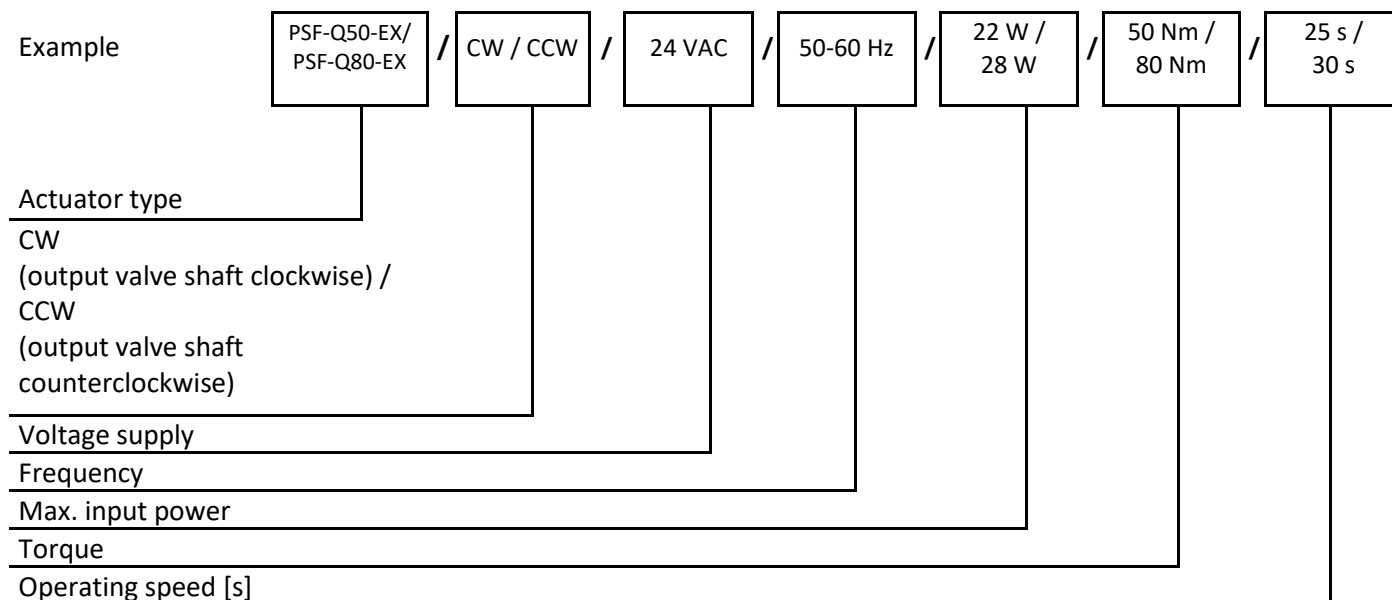 Example
PSF-Q50-EX/
PSF-Q80-EX
/
CW / CCW
/
24 VAC
/
50-60 Hz
/
22 W /
28 W
/
50 Nm /
80 Nm
/
25 s /
30 s
Actuator type
CW
(output valve shaft clockwise) /
CCW
(output valve shaft
counterclockwise)
Voltage supply
Frequency
Max. input power
Torque
Operating speed [s]